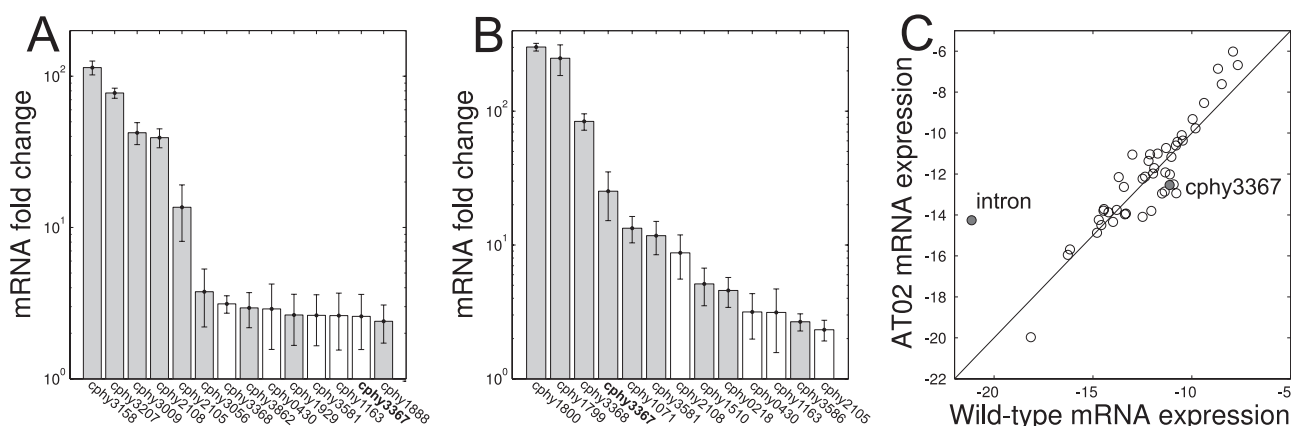 A
mRNA fold change
10²
10¹
10⁰
cphy3158
cphy3207
cphy3009
cphy2108
cphy2105
cphy3056
cphy3368
cphy3862
cphy0430
cphy1929
cphy3581
cphy1163
cphy3367
cphy1888
B
mRNA fold change
10²
10¹
10⁰
cphy1800
cphy1799
cphy3368
cphy3367
cphy1071
cphy3581
cphy2108
cphy1510
cphy0218
cphy0430
cphy1163
cphy3586
cphy2105
C
AT02 mRNA expression
-6
-8
-10
-12
-14
-16
-18
-20
-22
intron
cphy3367
-20
-15
-10
-5
Wild-type mRNA expression